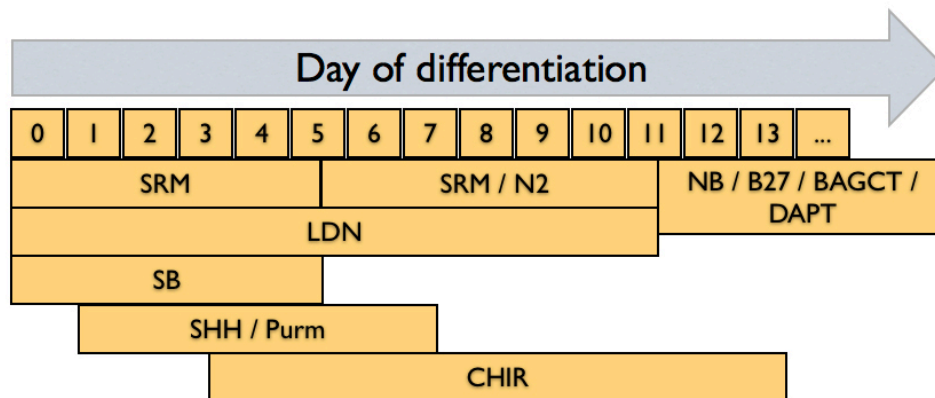 Day of differentiation
0 1 2 3 4 5 6 7 8 9 10 11 12 13 ...
SRM SRM / N2 NB / B27 / BAGCT /
DAPT
LDN
SB
SHH / Purm
CHIR